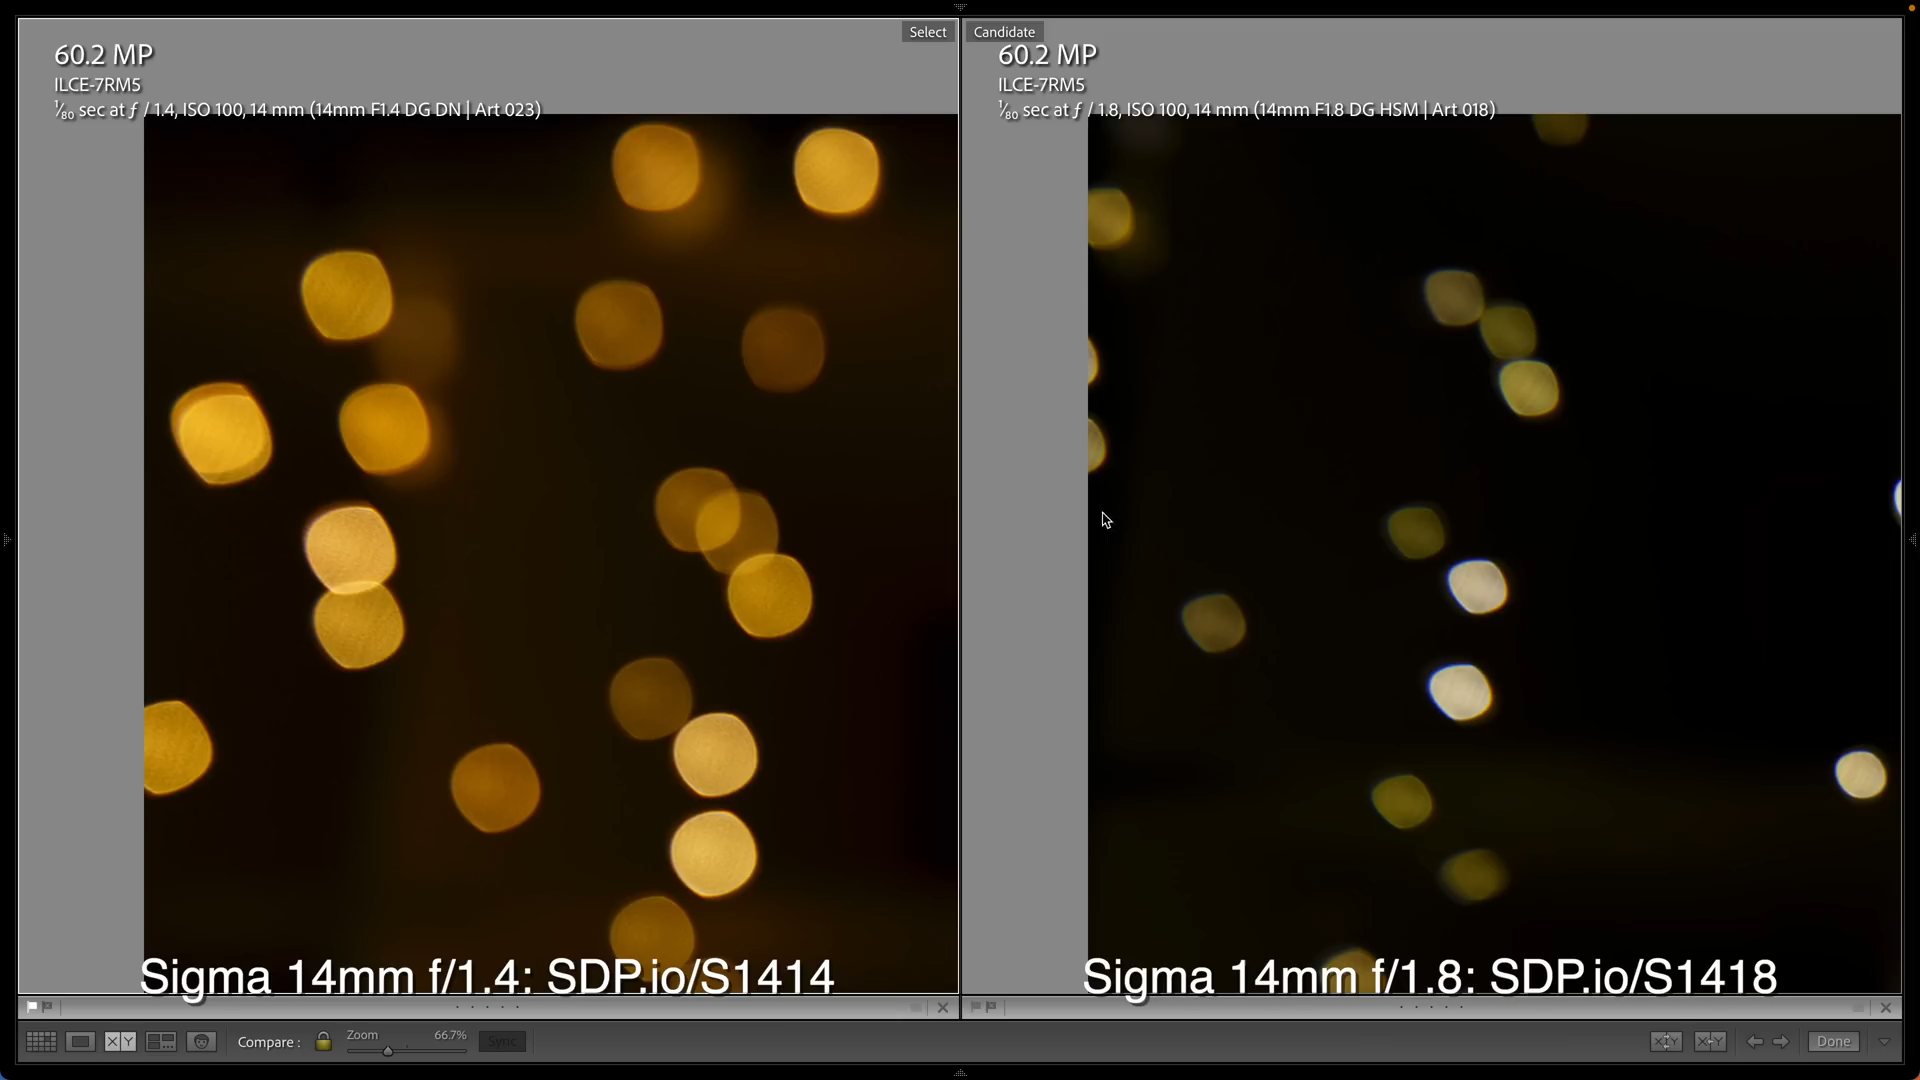 Select
60.2 MP
ILCE-7RM5
1/80 sec at ƒ / 1.4, ISO 100, 14 mm (14mm F1.4 DG DN | Art 023)
Candidate
60.2 MP
ILCE-7RM5
1/80 sec at ƒ / 1.8, ISO 100, 14 mm (14mm F1.8 DG HSM | Art 018)
Sigma 14mm f/1.4: SDP.io/S1414
Sigma 14mm f/1.8: SDP.io/S1418
XY
Compare :
Zoom
66.7%
Sync
Done